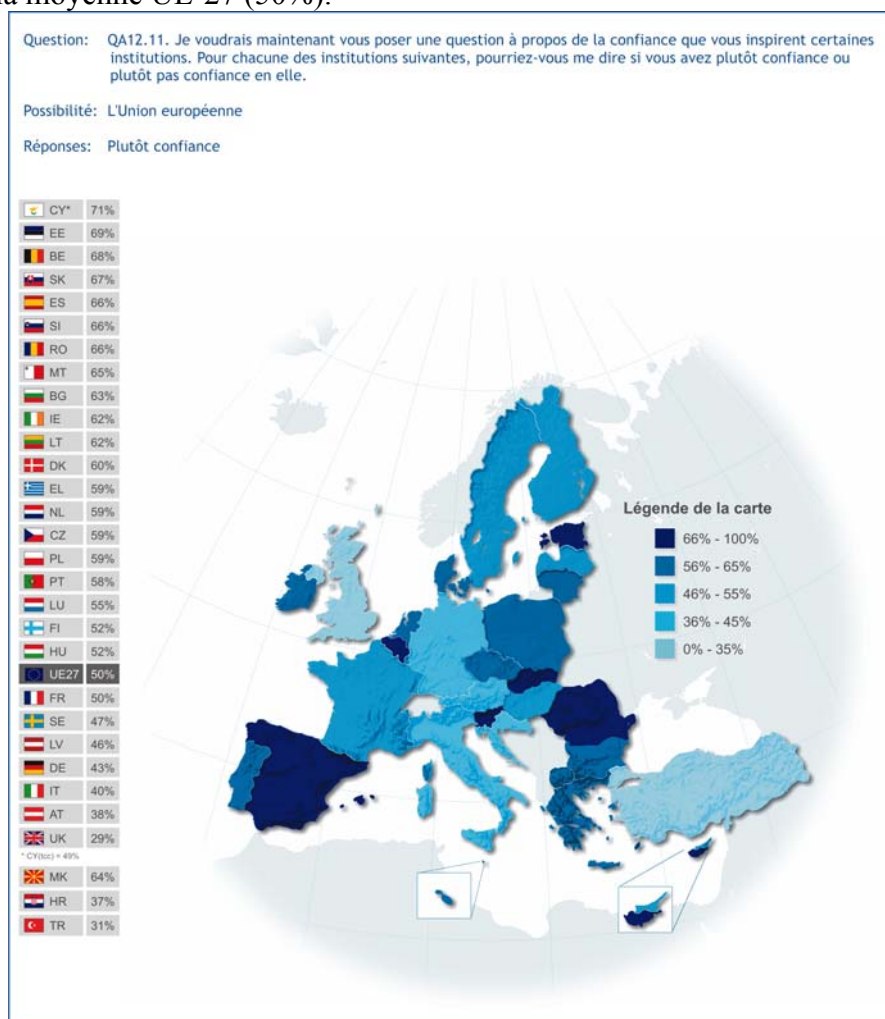 la moyenne UE-27 (50%).
Question: QA12.11. Je voudrais maintenant vous poser une question à propos de la confiance que vous inspirent certaines
institutions. Pour chacune des institutions suivantes, pourriez-vous me dire si vous avez plutôt confiance ou
plutôt pas confiance en elle.
Possibilité: L'Union européenne
Réponses: Plutôt confiance
CY* 71%
EE 69%
BE 68%
SK 67%
ES 66%
SI 66%
RO 66%
MT 65%
BG 63%
IE 62%
LT 62%
DK 60%
EL 59%
NL 59%
CZ 59%
PL 59%
PT 58%
LU 55%
FI 52%
HU 52%
UE27 50%
FR 50%
SE 47%
LV 46%
DE 43%
IT 40%
AT 38%
UK 29%
* CY(tcc) = 49%
MK 64%
HR 37%
TR 31%
Légende de la carte
66% - 100%
56% - 65%
46% - 55%
36% - 45%
0% - 35%